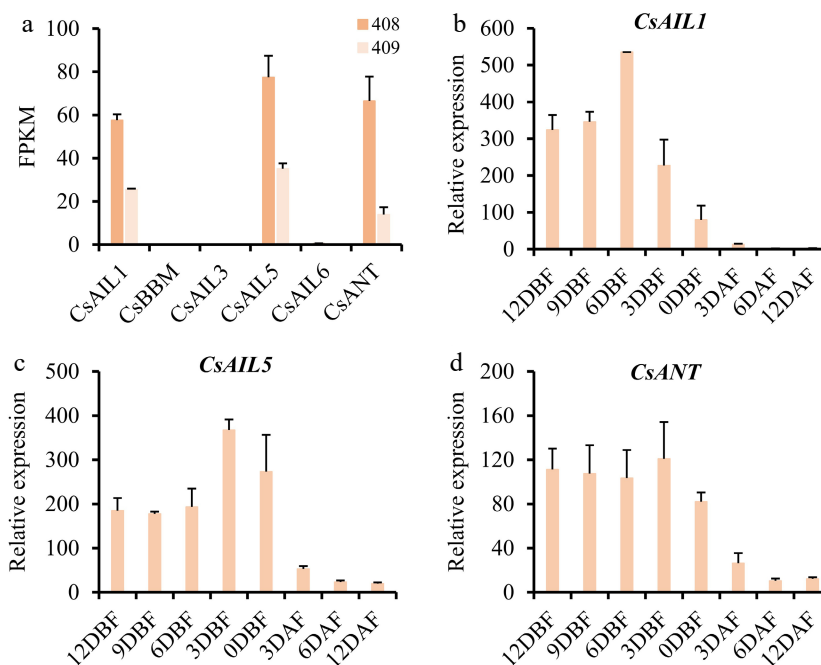 a
408
409
FPKM
100
80
60
40
20
0
CsAIL1
CsBBM
CsAIL3
CsAIL5
CsAIL6
CsANT
b
CsAIL1
Relative expression
600
500
400
300
200
100
0
12DBF
9DBF
6DBF
3DBF
0DBF
3DAF
6DAF
12DAF
c
CsAIL5
Relative expression
500
400
300
200
100
0
12DBF
9DBF
6DBF
3DBF
0DBF
3DAF
6DAF
12DAF
d
CsANT
Relative expression
200
160
120
80
40
0
12DBF
9DBF
6DBF
3DBF
0DBF
3DAF
6DAF
12DAF